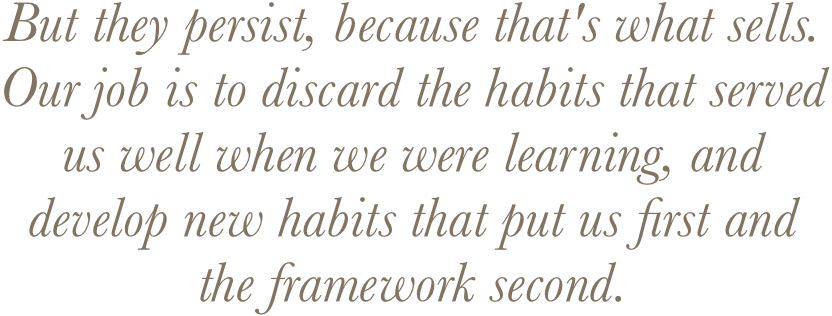 But they persist, because that's what sells.
Our job is to discard the habits that served
us well when we were learning, and
develop new habits that put us first and
the framework second.